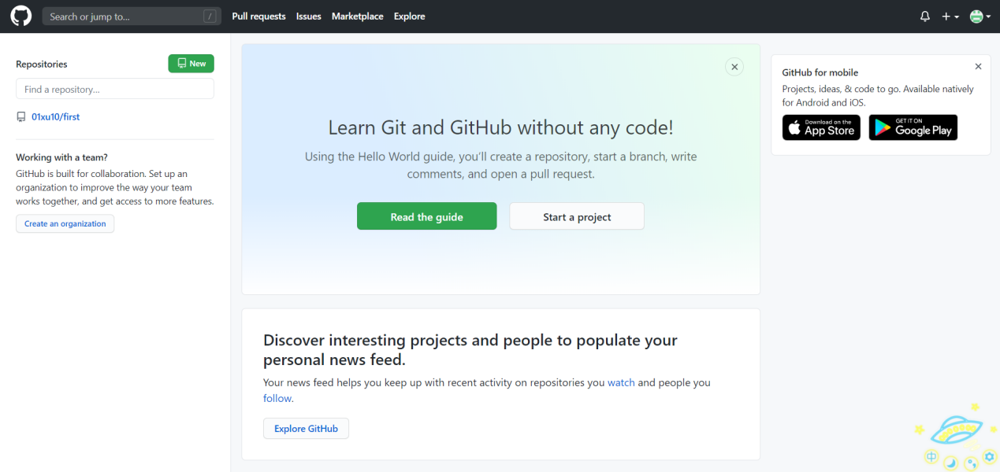 Search or jump to...
/
Pull requests
Issues
Marketplace
Explore
Repositories
New
Find a repository...
01xu10/first
Working with a team?
GitHub is built for collaboration. Set up an
organization to improve the way your team
works together, and get access to more features.
Create an organization
Learn Git and GitHub without any code!
Using the Hello World guide, you’ll create a repository, start a branch, write
comments, and open a pull request.
Read the guide
Start a project
Discover interesting projects and people to populate your
personal news feed.
Your news feed helps you keep up with recent activity on repositories you watch and people you
follow.
Explore GitHub
GitHub for mobile
Projects, ideas, & code to go. Available natively
for Android and iOS.
Download on the
App Store
GET IT ON
Google Play
中